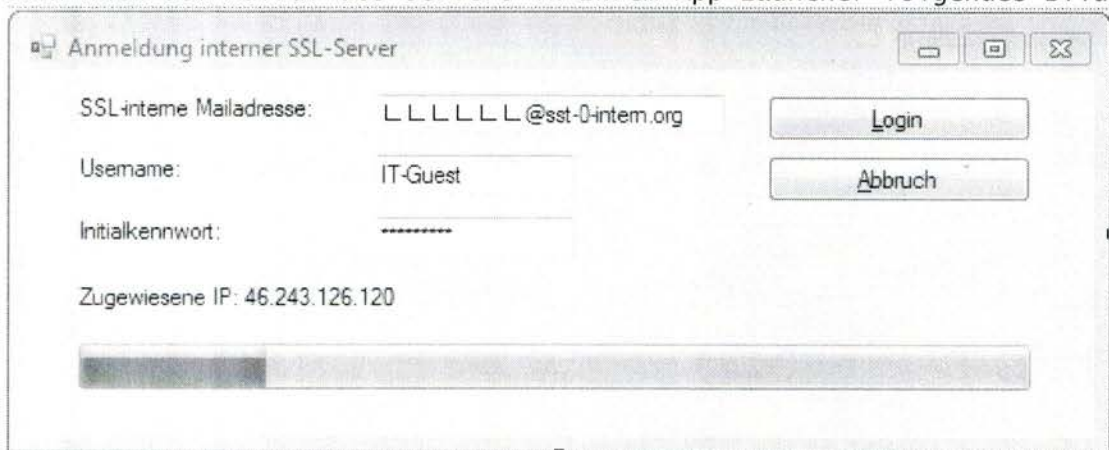 Anmeldung interner SSL-Server
SSL-interne Mailadresse:
LLLLLL@sst-0-intern.org
Login
Username:
IT-Guest
Abbruch
Initialkennwort:
*********
Zugewiesene IP: 46.243.126.120